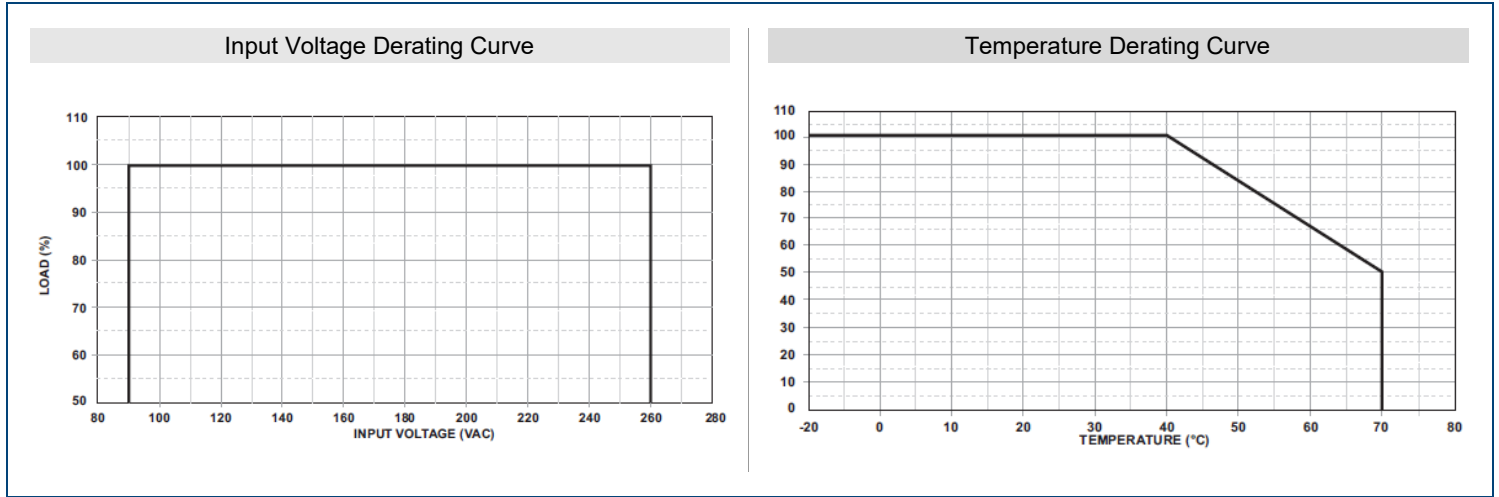 Input Voltage Derating Curve
110
100
90
80
70
60
50
LOAD (%)
80 100 120 140 160 180 200 220 240 260 280
INPUT VOLTAGE (VAC)
Temperature Derating Curve
110
100
90
80
70
60
50
40
30
20
10
0
-20 0 10 20 30 40 50 60 70 80
TEMPERATURE (°C)